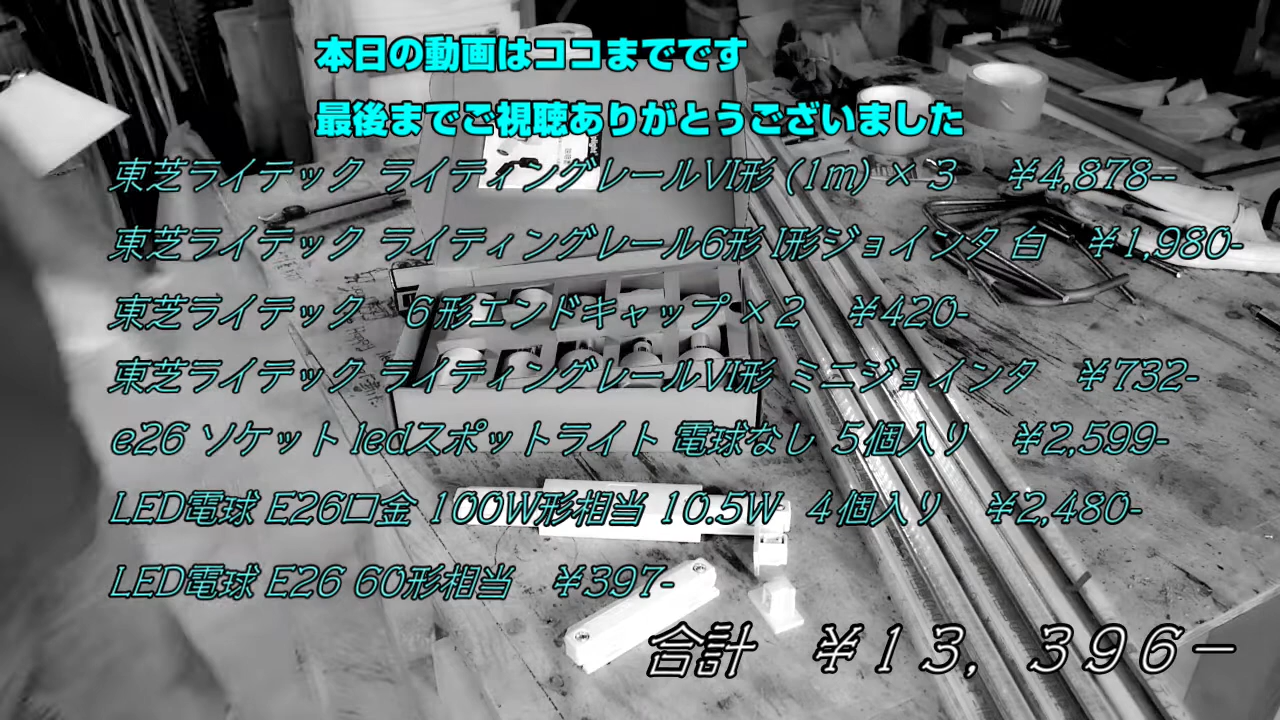 本日の動画はココまでです
最後までご視聴ありがとうございました
東芝ライテック ライティングレールVI形 (1m) × 3　¥4,878--
東芝ライテック ライティングレール6形 I形ジョインタ 白　¥1,980-
東芝ライテック　6形エンドキャップ × 2　¥420-
東芝ライテック ライティングレールVI形 ミニジョインタ　¥732-
e26 ソケット ledスポットライト 電球なし 5個入り　¥2,599-
LED電球 E26口金 100W形相当 10.5W 4個入り　¥2,480-
LED電球 E26 60形相当　¥397-
合計　¥13, 396−